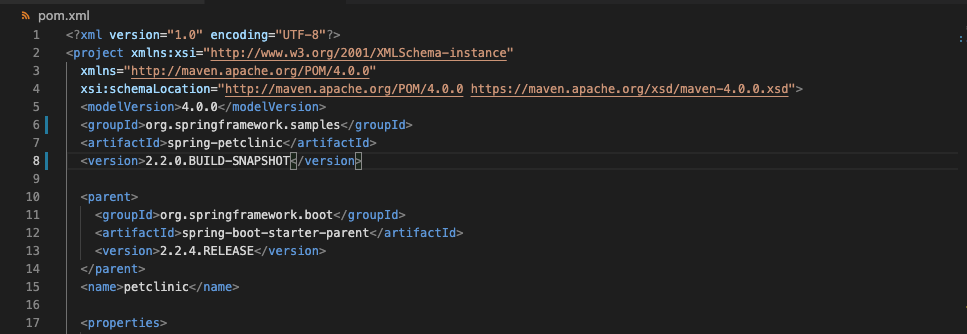 pom.xml
1 <?xml version="1.0" encoding="UTF-8"?>
2 <project xmlns:xsi="http://www.w3.org/2001/XMLSchema-instance"
3 xmlns="http://maven.apache.org/POM/4.0.0"
4 xsi:schemaLocation="http://maven.apache.org/POM/4.0.0 https://maven.apache.org/xsd/maven-4.0.0.xsd">
5 <modelVersion>4.0.0</modelVersion>
6 <groupId>org.springframework.samples</groupId>
7 <artifactId>spring-petclinic</artifactId>
8 <version>2.2.0.BUILD-SNAPSHOT</version>
9
10 <parent>
11 <groupId>org.springframework.boot</groupId>
12 <artifactId>spring-boot-starter-parent</artifactId>
13 <version>2.2.4.RELEASE</version>
14 </parent>
15 <name>petclinic</name>
16
17 <properties>